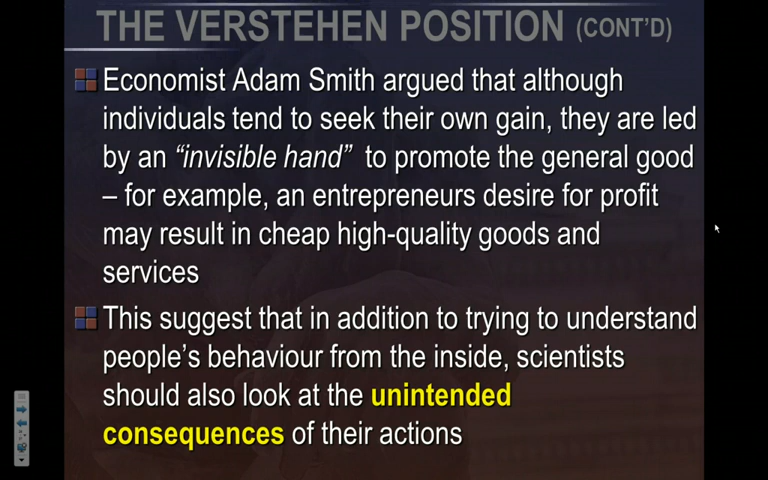 THE VERSTEHEN POSITION (CONT'D)
Economist Adam Smith argued that although
individuals tend to seek their own gain, they are led
by an “invisible hand” to promote the general good
– for example, an entrepreneurs desire for profit
may result in cheap high-quality goods and
services
This suggest that in addition to trying to understand
people's behaviour from the inside, scientists
should also look at the unintended
consequences of their actions